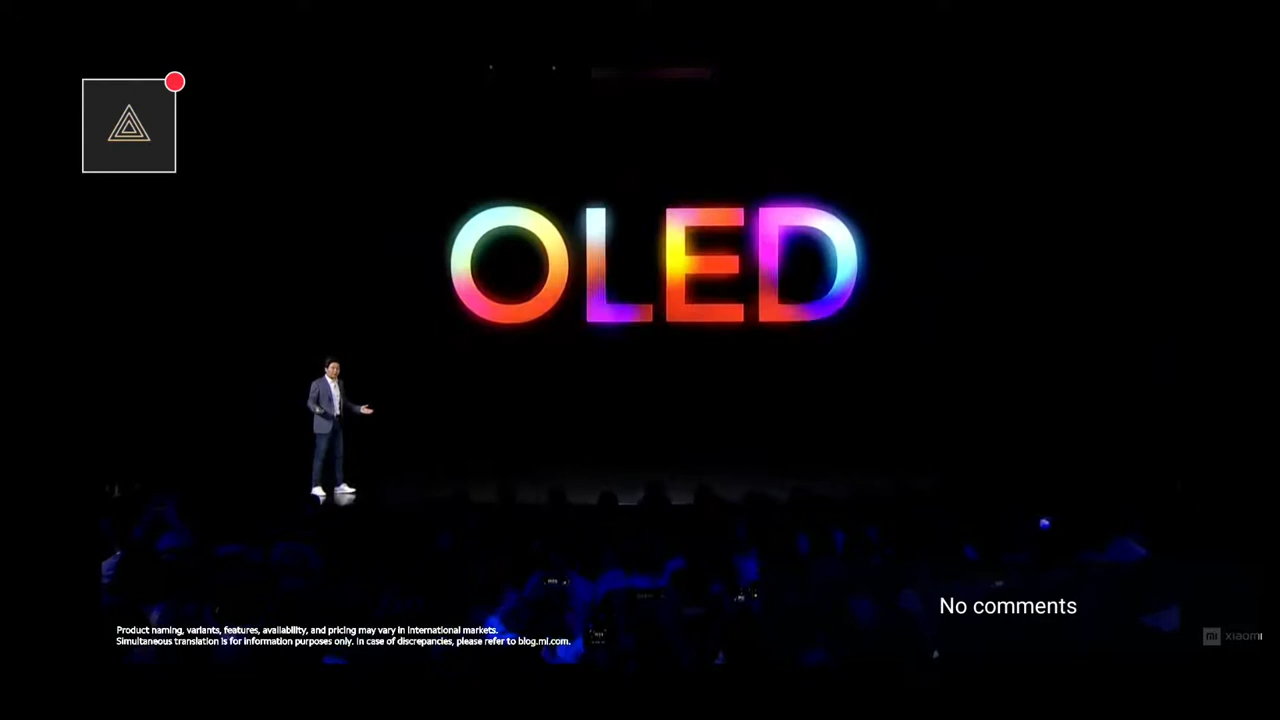 OLED
No comments
Product naming, variants, features, availability, and pricing may vary in international markets.
Simultaneous translation is for information purposes only. In case of discrepancies, please refer to blog.mi.com.
mi xiaomi